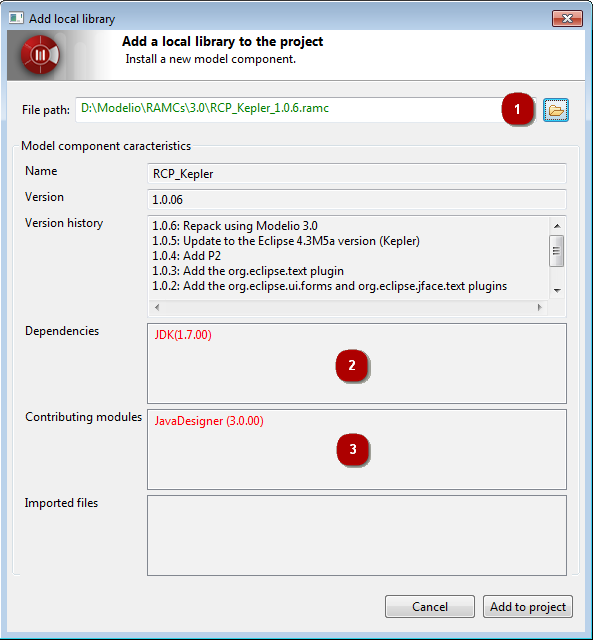 Add local library
Add a local library to the project
Install a new model component.
File path: D:\Modelio\RAMCs\3.0\RCP_Kepler_1.0.6.ramc 1
Model component caracteristics
Name RCP_Kepler
Version 1.0.06
Version history 1.0.6: Repack using Modelio 3.0
1.0.5: Update to the Eclipse 4.3M5a version (Kepler)
1.0.4: Add P2
1.0.3: Add the org.eclipse.text plugin
1.0.2: Add the org.eclipse.ui.forms and org.eclipse.jface.text plugins
Dependencies JDK(1.7.00)
2
Contributing modules JavaDesigner (3.0.00)
3
Imported files
Cancel Add to project